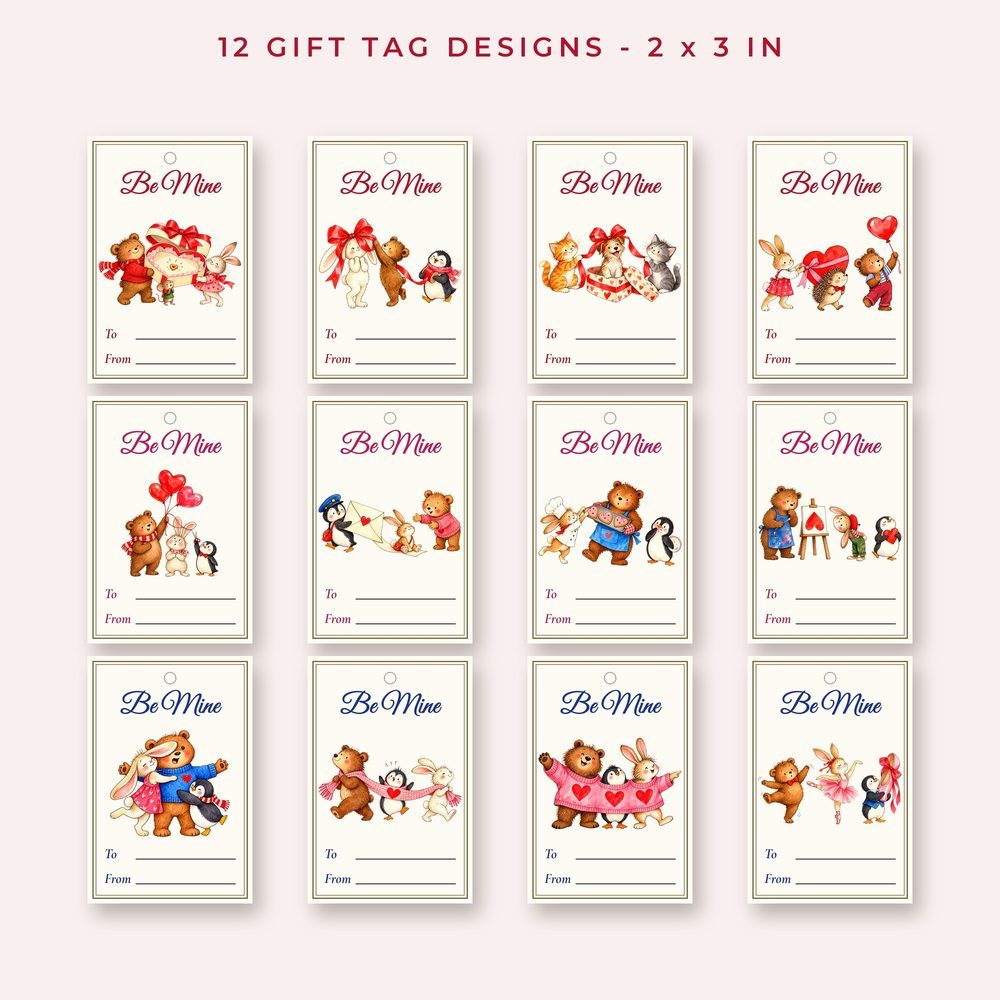 12 GIFT TAG DESIGNS - 2 x 3 IN
Be Mine
To
From
Be Mine
To
From
Be Mine
To
From
Be Mine
To
From
Be Mine
To
From
Be Mine
To
From
Be Mine
To
From
Be Mine
To
From
Be Mine
To
From
Be Mine
To
From
Be Mine
To
From
Be Mine
To
From